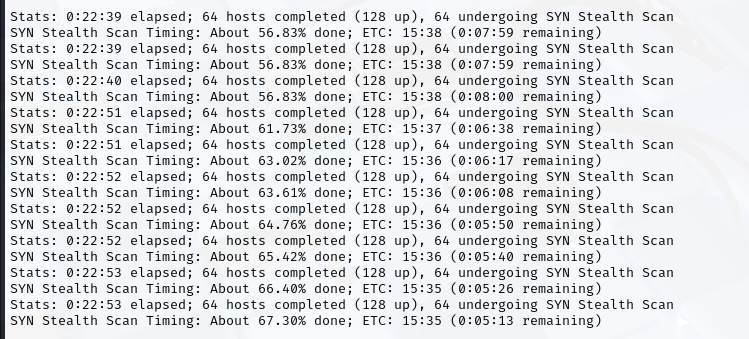 Stats: 0:22:39 elapsed; 64 hosts completed (128 up), 64 undergoing SYN Stealth Scan
SYN Stealth Scan Timing: About 56.83% done; ETC: 15:38 (0:07:59 remaining)
Stats: 0:22:39 elapsed; 64 hosts completed (128 up), 64 undergoing SYN Stealth Scan
SYN Stealth Scan Timing: About 56.83% done; ETC: 15:38 (0:07:59 remaining)
Stats: 0:22:40 elapsed; 64 hosts completed (128 up), 64 undergoing SYN Stealth Scan
SYN Stealth Scan Timing: About 56.83% done; ETC: 15:38 (0:08:00 remaining)
Stats: 0:22:51 elapsed; 64 hosts completed (128 up), 64 undergoing SYN Stealth Scan
SYN Stealth Scan Timing: About 61.73% done; ETC: 15:37 (0:06:38 remaining)
Stats: 0:22:51 elapsed; 64 hosts completed (128 up), 64 undergoing SYN Stealth Scan
SYN Stealth Scan Timing: About 63.02% done; ETC: 15:36 (0:06:17 remaining)
Stats: 0:22:52 elapsed; 64 hosts completed (128 up), 64 undergoing SYN Stealth Scan
SYN Stealth Scan Timing: About 63.61% done; ETC: 15:36 (0:06:08 remaining)
Stats: 0:22:52 elapsed; 64 hosts completed (128 up), 64 undergoing SYN Stealth Scan
SYN Stealth Scan Timing: About 64.76% done; ETC: 15:36 (0:05:50 remaining)
Stats: 0:22:52 elapsed; 64 hosts completed (128 up), 64 undergoing SYN Stealth Scan
SYN Stealth Scan Timing: About 65.42% done; ETC: 15:36 (0:05:40 remaining)
Stats: 0:22:53 elapsed; 64 hosts completed (128 up), 64 undergoing SYN Stealth Scan
SYN Stealth Scan Timing: About 66.40% done; ETC: 15:35 (0:05:26 remaining)
Stats: 0:22:53 elapsed; 64 hosts completed (128 up), 64 undergoing SYN Stealth Scan
SYN Stealth Scan Timing: About 67.30% done; ETC: 15:35 (0:05:13 remaining)